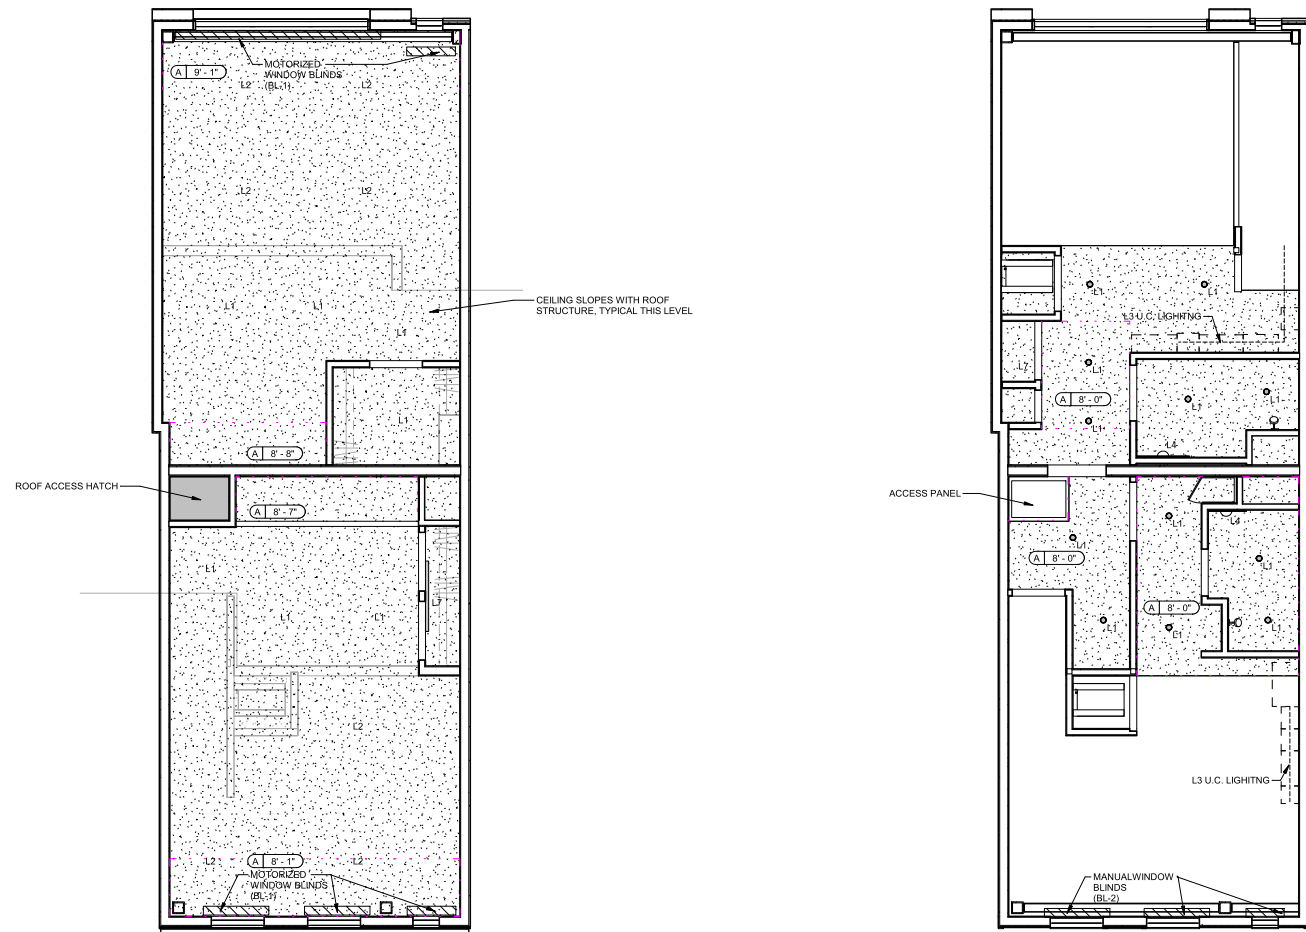 MOTORIZED
WINDOW BLINDS
(BL-1)
A 9' - 1"
L2
L2
L2
L2
L1
L1
L1
CEILING SLOPES WITH ROOF
STRUCTURE, TYPICAL THIS LEVEL
L1
A 8' - 8"
ROOF ACCESS HATCH
A 8' - 7"
L1
L1
L1
L7
L2
L2
A 8' - 1"
L2
MOTORIZED
WINDOW BLINDS
(BL-1)
L1
L1
L3 U.C. LIGHITNG
L7
L1
A 8' - 0"
L1
L1
L1
L4
ACCESS PANEL
L1
L4
L1
A 8' - 0"
L1
A 8' - 0"
L1
L1
L1
L3 U.C. LIGHITNG
MANUALWINDOW
BLINDS
(BL-2)